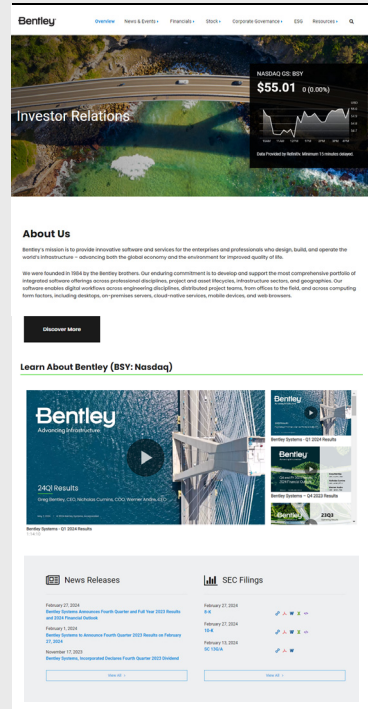 Bentley
Overview News & Events Financials Stock Corporate Governance ESG Resources
NASDAQ GS: BSY
$55.01 0 (0.00%)
Investor Relations
Data Provided by Refinitiv. Minimum 15 minutes delayed.
About Us
Bentley's mission is to provide innovative software and services for the enterprises and professionals who design, build, and operate the
world's infrastructure – advancing both the global economy and the environment for improved quality of life.
We were founded in 1984 by the Bentley brothers. Our enduring commitment is to develop and support the most comprehensive portfolio of
integrated software offerings across professional disciplines, project and asset lifecycles, infrastructure sectors, and geographies. Our
software enables digital workflows across engineering disciplines, distributed project teams, from offices to the field, and across computing
form factors, including desktops, on-premises servers, cloud-native services, mobile devices, and web browsers.
Discover More
Learn About Bentley (BSY: Nasdaq)
Bentley
Advancing Infrastructure
24Q1 Results
Greg Bentley, CEO, Nicholas Cumins, COO, Werner Andre, CFO
Bentley Systems - Q1 2024 Results
Bentley
Bentley Systems - Q1 2024 Results
Bentley
Bentley Systems – Q4 2023 Results
Bentley
23Q3
News Releases
February 27, 2024
Bentley Systems Announces Fourth Quarter and Full Year 2023 Results
and 2024 Financial Outlook
February 1, 2024
Bentley Systems to Announce Fourth Quarter 2023 Results on February
27, 2024
November 17, 2023
Bentley Systems, Incorporated Declares Fourth Quarter 2023 Dividend
View All
SEC Filings
February 27, 2024
February 27, 2024
February 13, 2024
SC 13G/A
View All